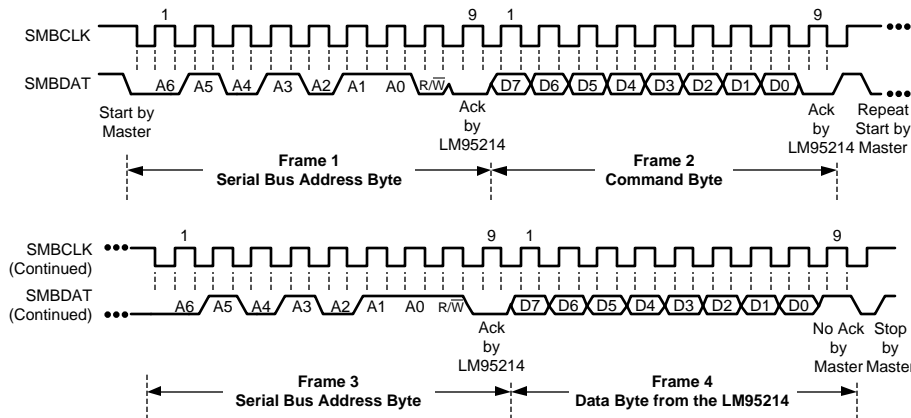 1 9 1 9
SMBCLK
SMBDAT A6 A5 A4 A3 A2 A1 A0 R/W̅ D7 D6 D5 D4 D3 D2 D1 D0
Start by
Master
Ack
by
LM95214
Ack
by
LM95214
Repeat
Start by
Master
Frame 1
Serial Bus Address Byte
Frame 2
Command Byte
1 9 1 9
SMBCLK
(Continued)
SMBDAT
(Continued)
A6 A5 A4 A3 A2 A1 A0 R/W̅ D7 D6 D5 D4 D3 D2 D1 D0
Ack
by
LM95214
No Ack
by
Master
Stop
by
Master
Frame 3
Serial Bus Address Byte
Frame 4
Data Byte from the LM95214